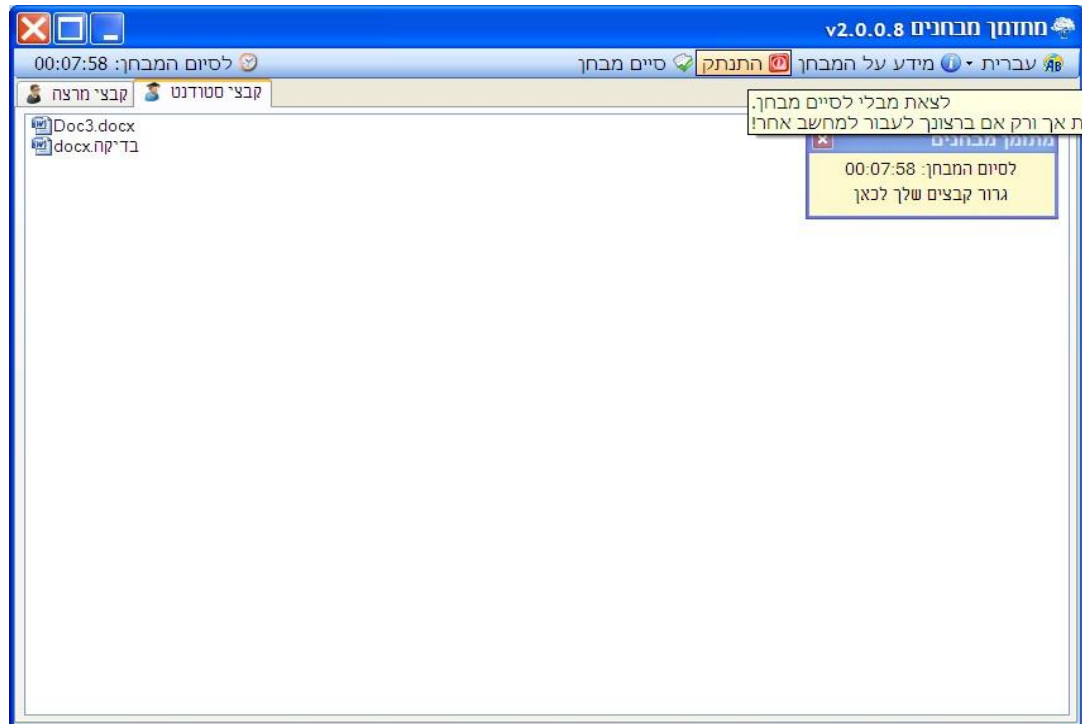 מתזמן מבחנים v2.0.0.8
עברית מידע על המבחן התנתק סיים מבחן לסיום המבחן: 00:07:58
קבצי סטודנט קבצי מרצה
לצאת מבלי לסיים מבחן.
אך ורק אם ברצונך לעבור למחשב אחר!
Doc3.docx
בדיקה.docx
מתזמן מבחנים
לסיום המבחן: 00:07:58
גרור קבצים שלך לכאן